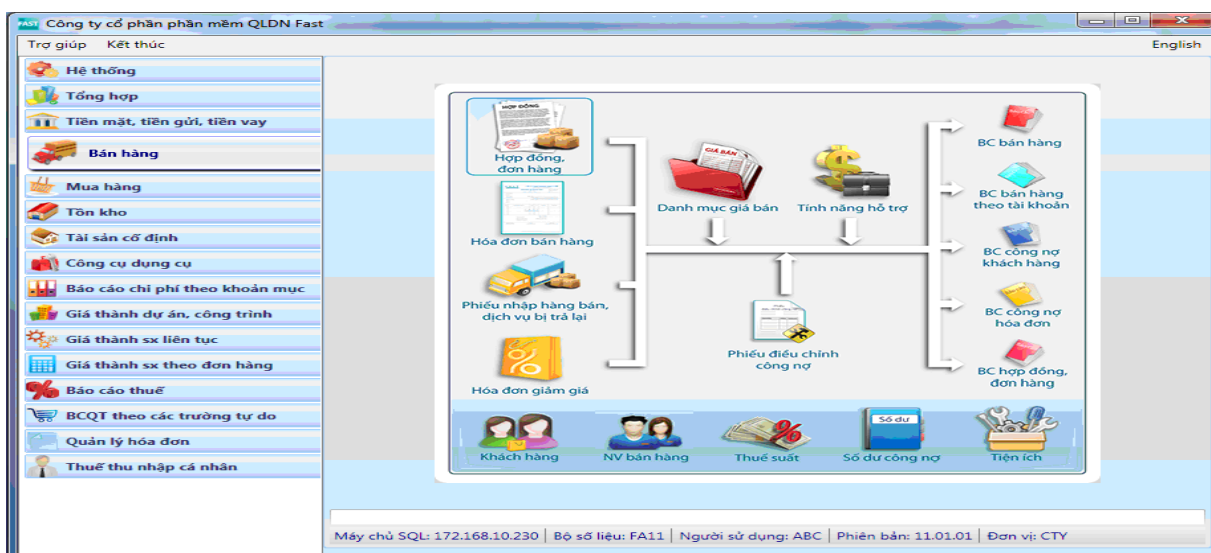 FAST Công ty cổ phần phần mềm QLDN Fast
Trợ giúp Kết thúc English
Hệ thống
Tổng hợp
Tiền mặt, tiền gửi, tiền vay
Bán hàng
Mua hàng
Tồn kho
Tài sản cố định
Công cụ dụng cụ
Báo cáo chi phí theo khoản mục
Giá thành dự án, công trình
Giá thành sx liên tục
Giá thành sx theo đơn hàng
Báo cáo thuế
BCQT theo các trường tự do
Quản lý hóa đơn
Thuế thu nhập cá nhân
HỢP ĐỒNG
Hợp đồng,
đơn hàng
Hóa đơn bán hàng
Phiếu nhập hàng bán,
dịch vụ bị trả lại
Hóa đơn giảm giá
GIÁ BÁN
Danh mục giá bán
Tính năng hỗ trợ
Phiếu điều chỉnh
công nợ
BC bán hàng
BC bán hàng
theo tài khoản
BC công nợ
khách hàng
BC công nợ
hóa đơn
BC hợp đồng,
đơn hàng
Khách hàng
NV bán hàng
Thuế suất
Số dư
Số dư công nợ
Tiện ích
Máy chủ SQL: 172.168.10.230 | Bộ số liệu: FA11 | Người sử dụng: ABC | Phiên bản: 11.01.01 | Đơn vị: CTY